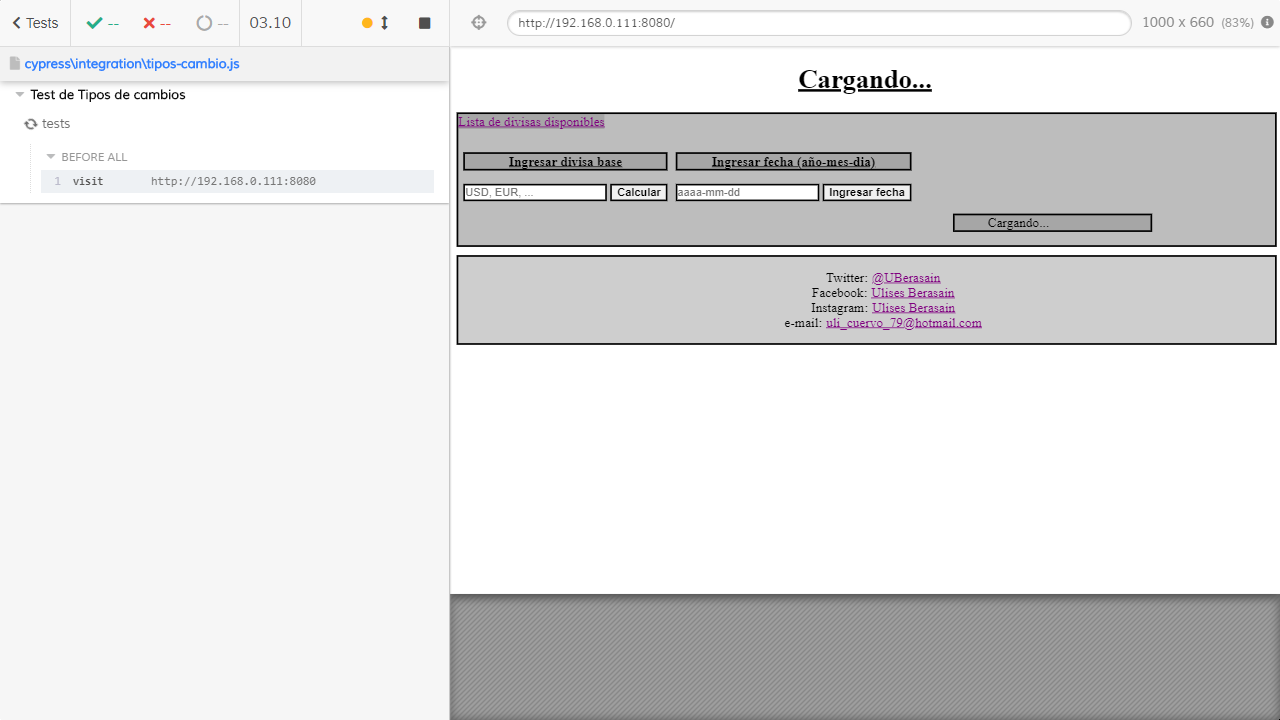 Tests -- -- -- 03.10 http://192.168.0.111:8080/ 1000 x 660 (83%)
cypress\integration\tipos-cambio.js
Test de Tipos de cambios
tests
BEFORE ALL
1 visit http://192.168.0.111:8080
Cargando...
Lista de divisas disponibles
Ingresar divisa base Ingresar fecha (año-mes-dia)
USD, EUR, ... Calcular aaaa-mm-dd Ingresar fecha
Cargando...
Twitter: @UBerasain
Facebook: Ulises Berasain
Instagram: Ulises Berasain
e-mail: uli_cuervo_79@hotmail.com